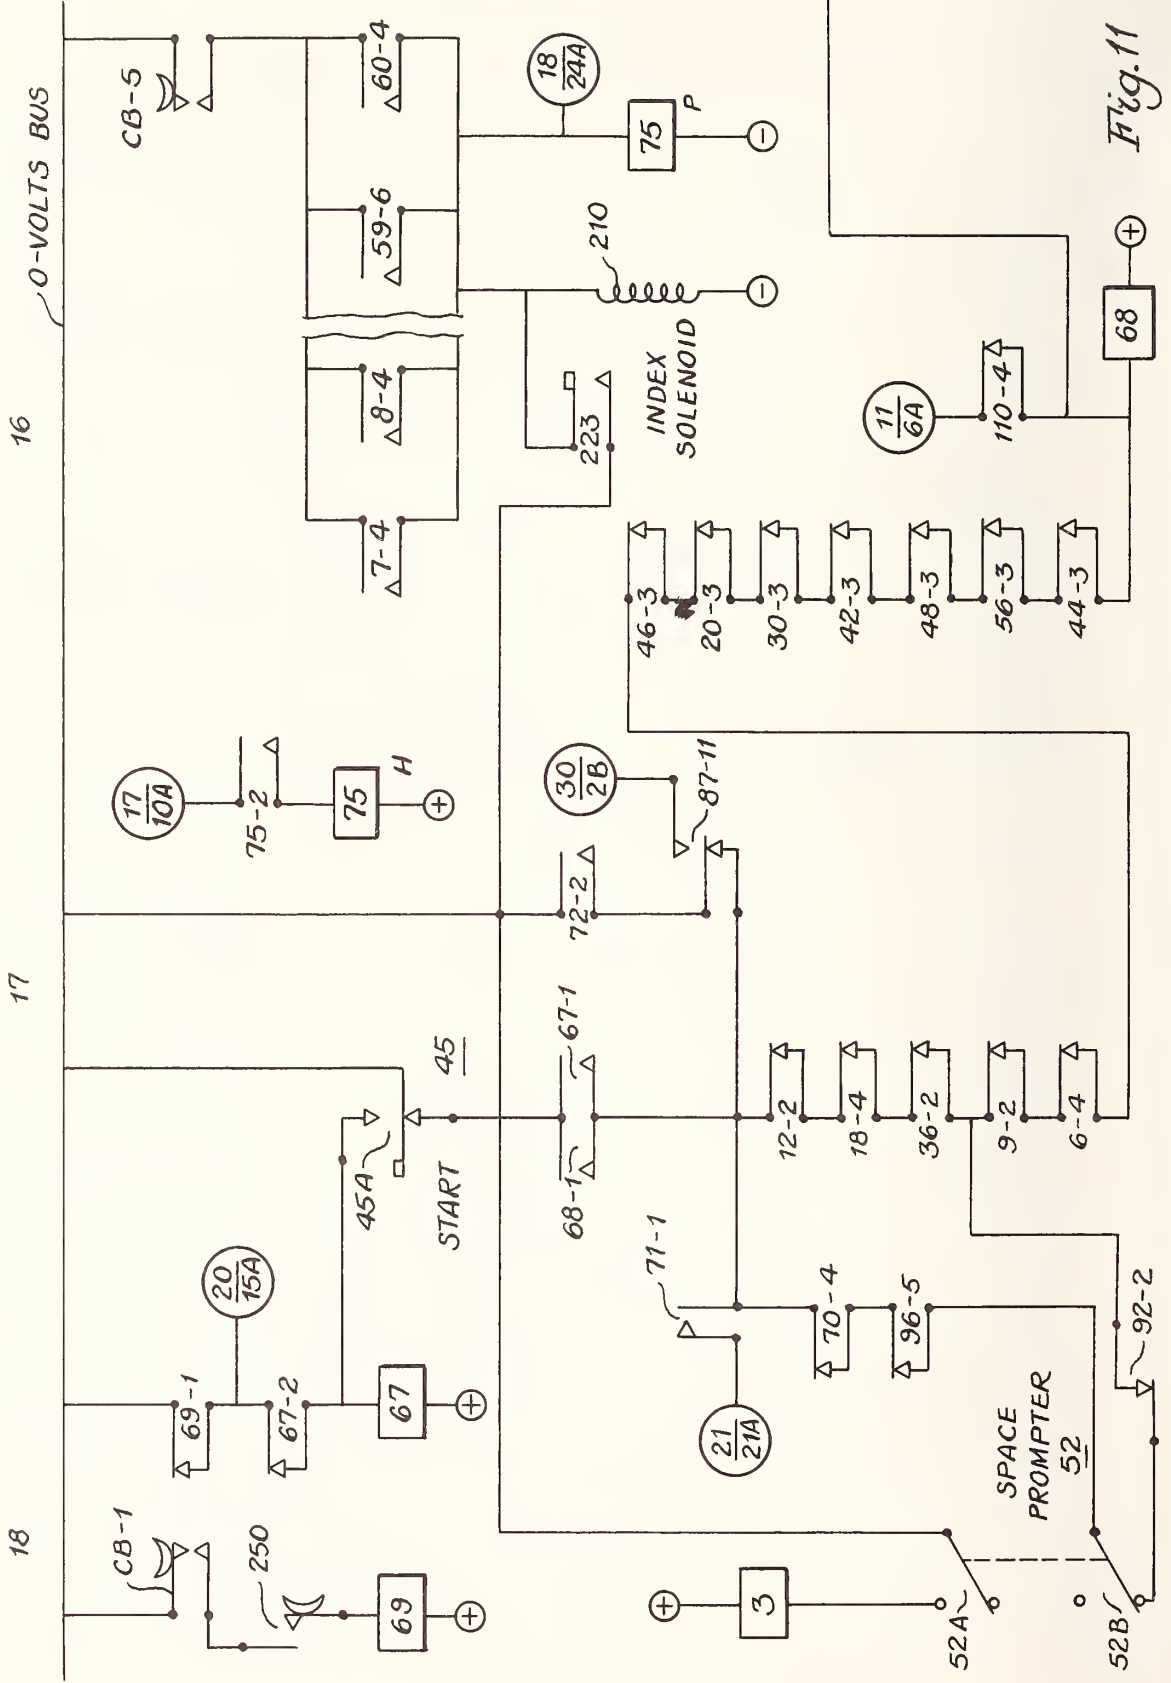 O-VOLTS BUS
16
17
18
CB-5
60-4
59-6
8-4
7-4
18
24A
75
P
⊖
210
INDEX
SOLENOID
⊖
223
17
10A
75-2
75
H
⊕
20
15A
69-1
67-2
67
⊕
CB-1
250
69
⊕
45A
START
45
68-1
67-1
72-2
30
2B
87-11
71-1
21
21A
70-4
96-5
12-2
18-4
36-2
9-2
6-4
46-3
20-3
30-3
42-3
48-3
56-3
44-3
11
6A
110-4
68
⊕
⊕
3
52A
52B
SPACE
PROMPTER
52
92-2
Fig.11